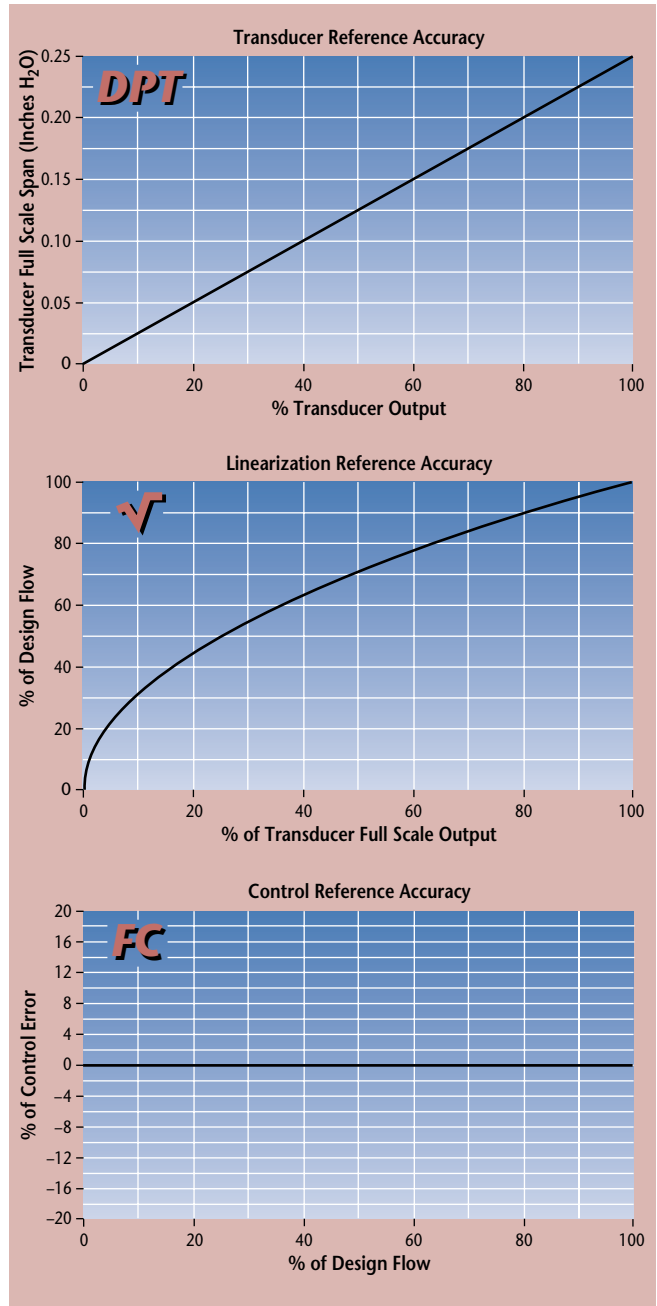 Transducer Reference Accuracy
DPT
Transducer Full Scale Span (Inches H₂O)
0.25
0.20
0.15
0.10
0.05
0
0 20 40 60 80 100
% Transducer Output
Linearization Reference Accuracy
√
% of Design Flow
100
80
60
40
20
0
0 20 40 60 80 100
% of Transducer Full Scale Output
Control Reference Accuracy
FC
% of Control Error
20
16
12
8
4
0
–4
–8
–12
–16
–20
0 20 40 60 80 100
% of Design Flow